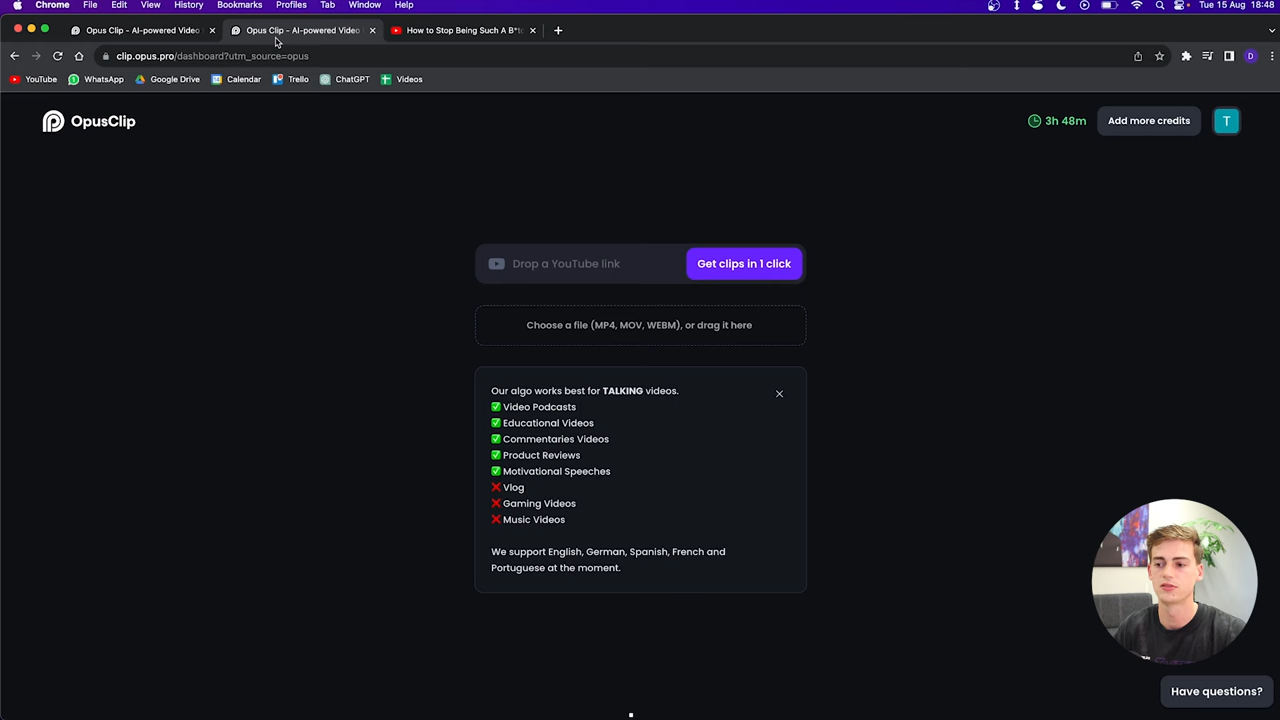 Chrome File Edit View History Bookmarks Profiles Tab Window Help Tue 15 Aug 18:48
Opus Clip - AI-powered Video Opus Clip - AI-powered Video How to Stop Being Such A B*tc
clip.opus.pro/dashboard?utm_source=opus D
YouTube WhatsApp Google Drive Calendar Trello ChatGPT Videos
OpusClip 3h 48m Add more credits T
Drop a YouTube link Get clips in 1 click
Choose a file (MP4, MOV, WEBM), or drag it here
Our algo works best for TALKING videos.
✅ Video Podcasts
✅ Educational Videos
✅ Commentaries Videos
✅ Product Reviews
✅ Motivational Speeches
❌ Vlog
❌ Gaming Videos
❌ Music Videos
We support English, German, Spanish, French and
Portuguese at the moment.
Have questions?